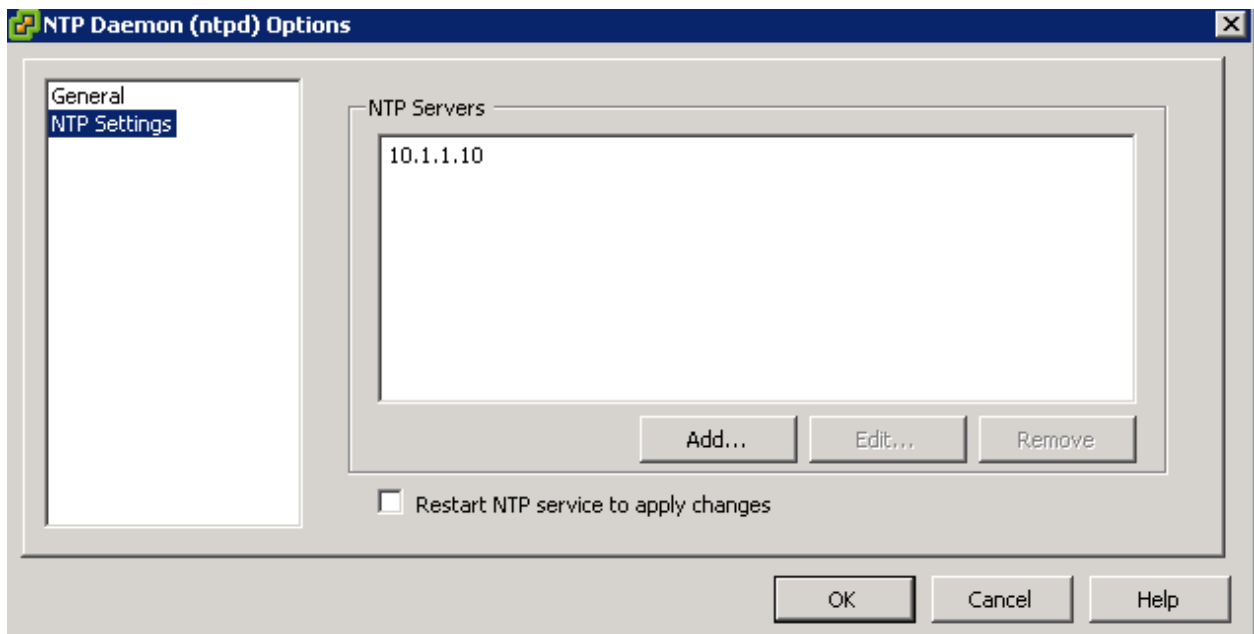 NTP Daemon (ntpd) Options
General
NTP Settings
NTP Servers
10.1.1.10
Add...
Edit...
Remove
Restart NTP service to apply changes
OK
Cancel
Help